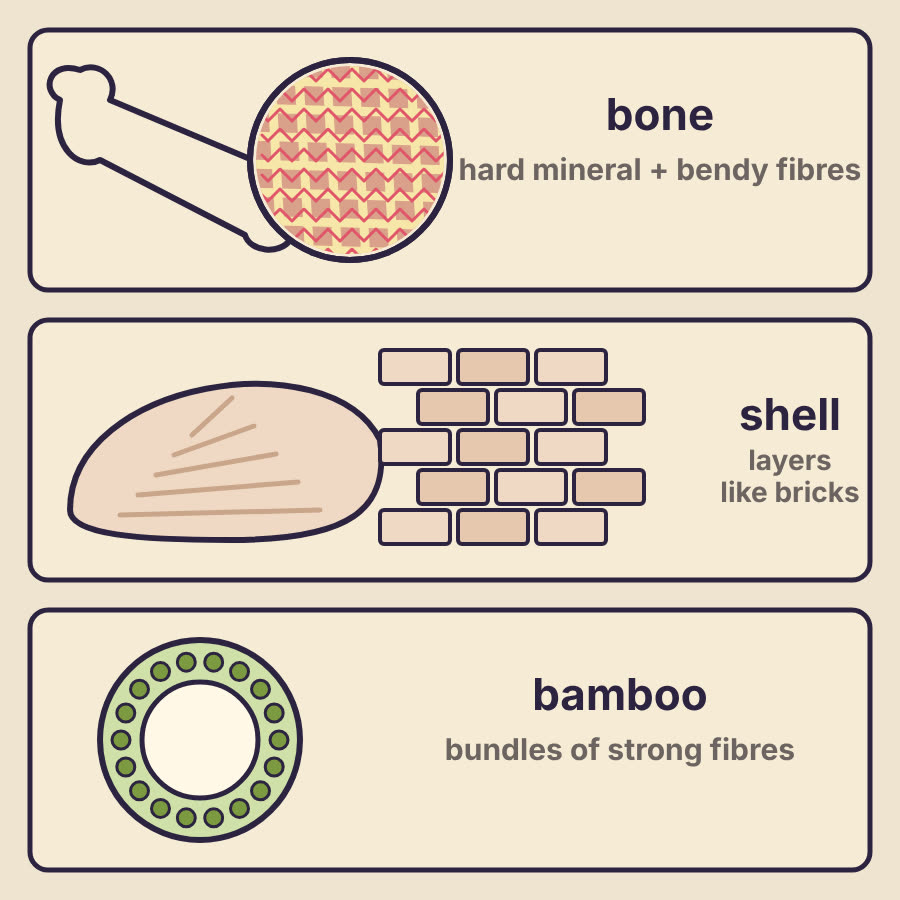 bone
hard mineral + bendy fibres
shell
layers
like bricks
bamboo
bundles of strong fibres